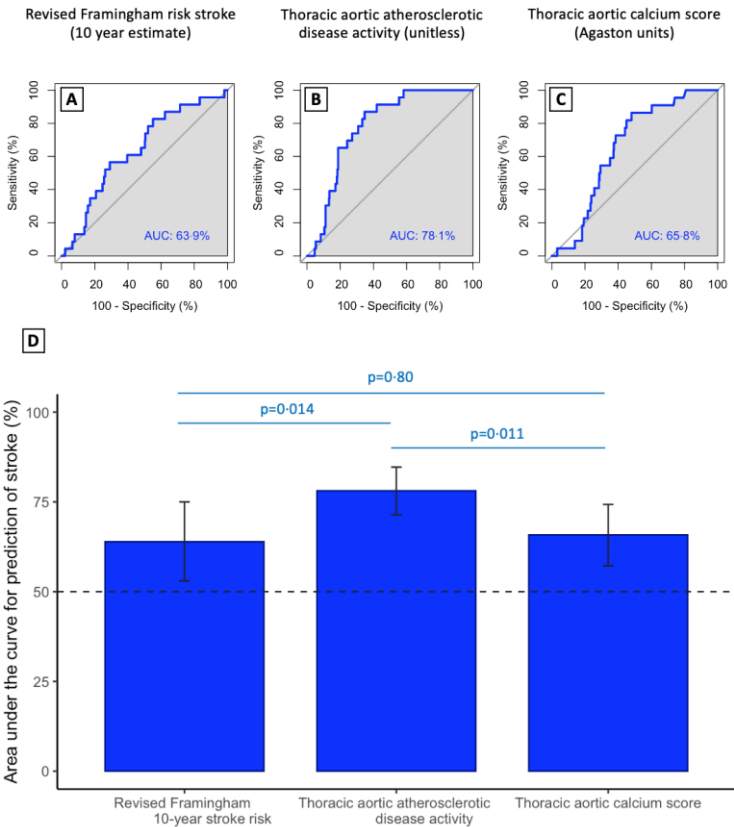 Revised Framingham risk stroke
(10 year estimate)
Thoracic aortic atherosclerotic
disease activity (unitless)
Thoracic aortic calcium score
(Agaston units)
A
Sensitivity (%)
0 20 40 60 80 100
AUC: 63·9%
0 20 40 60 80 100
100 - Specificity (%)
B
Sensitivity (%)
0 20 40 60 80 100
AUC: 78·1%
0 20 40 60 80 100
100 - Specificity (%)
C
Sensitivity (%)
0 20 40 60 80 100
AUC: 65·8%
0 20 40 60 80 100
100 - Specificity (%)
D
Area under the curve for prediction of stroke (%)
100
75
50
25
0
p=0·80
p=0·014
p=0·011
Revised Framingham
10-year stroke risk
Thoracic aortic atherosclerotic
disease activity
Thoracic aortic calcium score